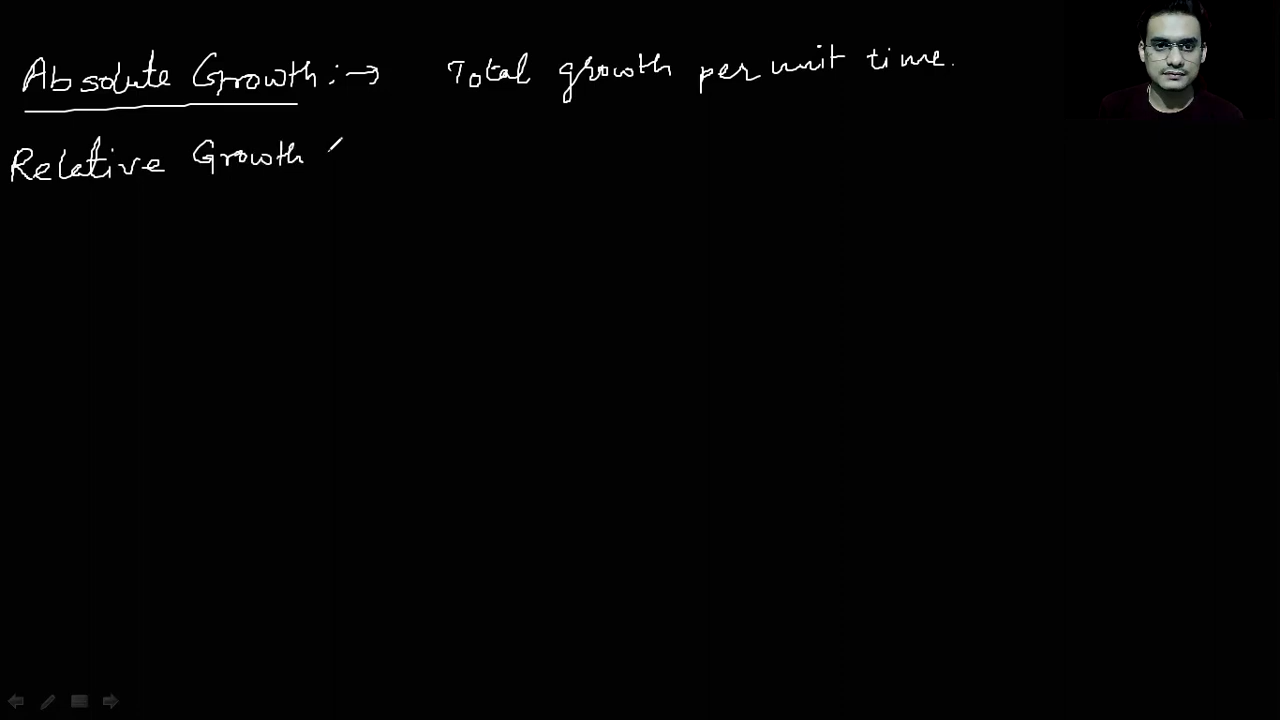 Absolute Growth :→ Total growth per unit time.
Relative Growth